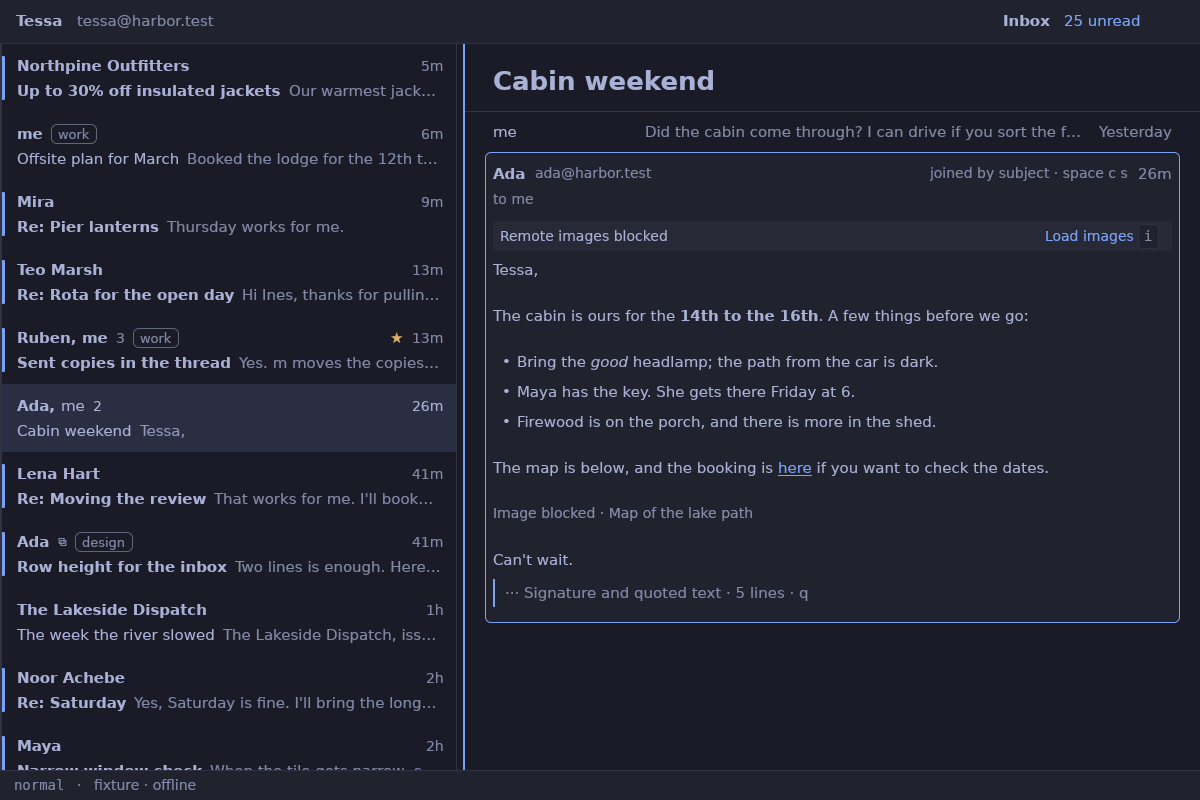 Tessa tessa@harbor.test Inbox 25 unread
Northpine Outfitters 5m
Up to 30% off insulated jackets Our warmest jack…
me work 6m
Offsite plan for March Booked the lodge for the 12th t…
Mira 9m
Re: Pier lanterns Thursday works for me.
Teo Marsh 13m
Re: Rota for the open day Hi Ines, thanks for pullin…
Ruben, me 3 work ★ 13m
Sent copies in the thread Yes. m moves the copies…
Ada, me 2 26m
Cabin weekend Tessa,
Lena Hart 41m
Re: Moving the review That works for me. I'll book…
Ada design 41m
Row height for the inbox Two lines is enough. Here…
The Lakeside Dispatch 1h
The week the river slowed The Lakeside Dispatch, iss…
Noor Achebe 2h
Re: Saturday Yes, Saturday is fine. I'll bring the long…
Maya 2h
Narrow window check When the tile gets narrow, s…
Cabin weekend
me Did the cabin come through? I can drive if you sort the f… Yesterday
Ada ada@harbor.test joined by subject · space c s 26m
to me
Remote images blocked Load images i
Tessa,
The cabin is ours for the 14th to the 16th. A few things before we go:
• Bring the good headlamp; the path from the car is dark.
• Maya has the key. She gets there Friday at 6.
• Firewood is on the porch, and there is more in the shed.
The map is below, and the booking is here if you want to check the dates.
Image blocked · Map of the lake path
Can't wait.
··· Signature and quoted text · 5 lines · q
normal · fixture · offline